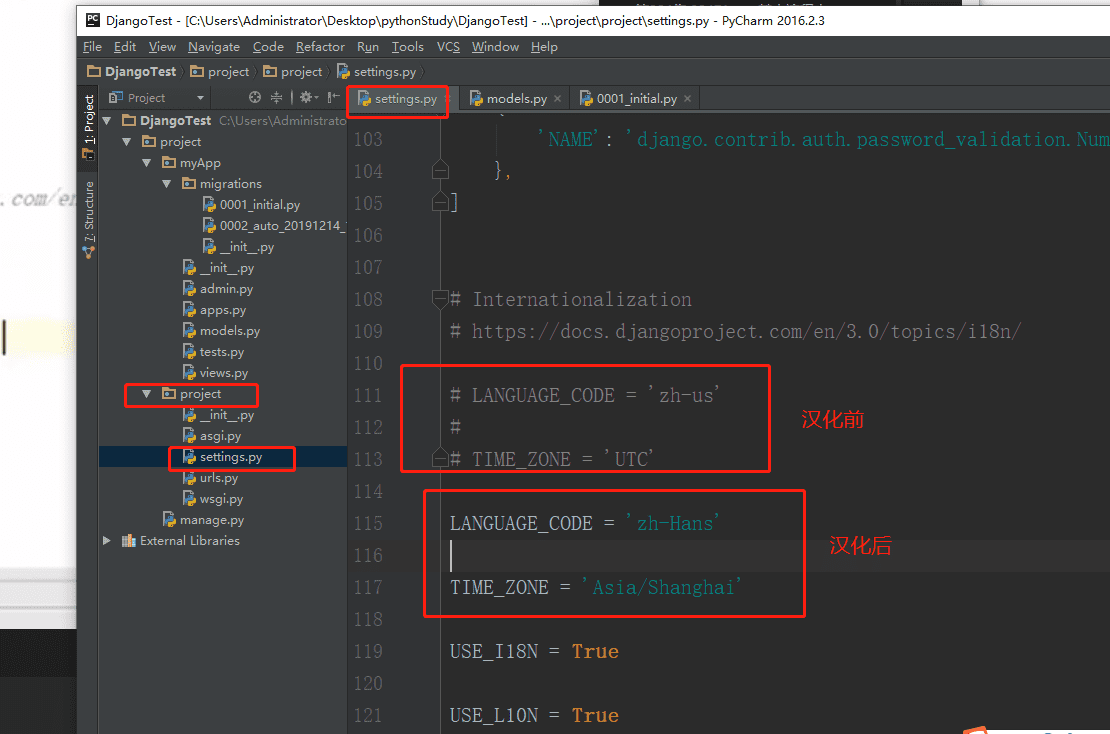 DjangoTest - [C:\Users\Administrator\Desktop\pythonStudy\DjangoTest] - ...\project\project\settings.py - PyCharm 2016.2.3
File Edit View Navigate Code Refactor Run Tools VCS Window Help
DjangoTest project project settings.py
Project
settings.py models.py 0001_initial.py
1: Project
7: Structure
.com/en
DjangoTest C:\Users\Administrato
project
myApp
migrations
0001_initial.py
0002_auto_20191214_
__init__.py
__init__.py
admin.py
apps.py
models.py
tests.py
views.py
project
__init__.py
asgi.py
settings.py
urls.py
wsgi.py
manage.py
External Libraries
103 'NAME': 'django.contrib.auth.password_validation.Num
104 },
105 ]
106
107
108 # Internationalization
109 # https://docs.djangoproject.com/en/3.0/topics/i18n/
110
111 # LANGUAGE_CODE = 'zh-us'
112 #
113 # TIME_ZONE = 'UTC'
汉化前
114
115 LANGUAGE_CODE = 'zh-Hans'
116
117 TIME_ZONE = 'Asia/Shanghai'
汉化后
118
119 USE_I18N = True
120
121 USE_L10N = True